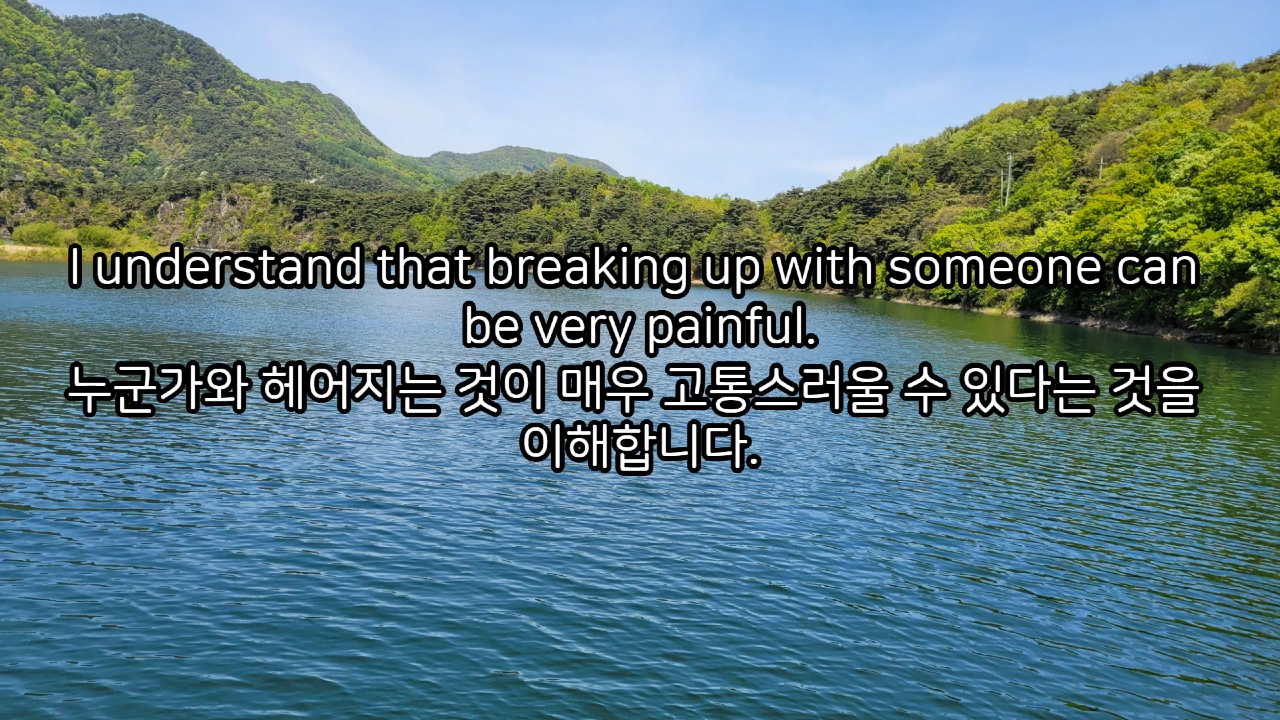 I understand that breaking up with someone can
be very painful.
누군가와 헤어지는 것이 매우 고통스러울 수 있다는 것을
이해합니다.